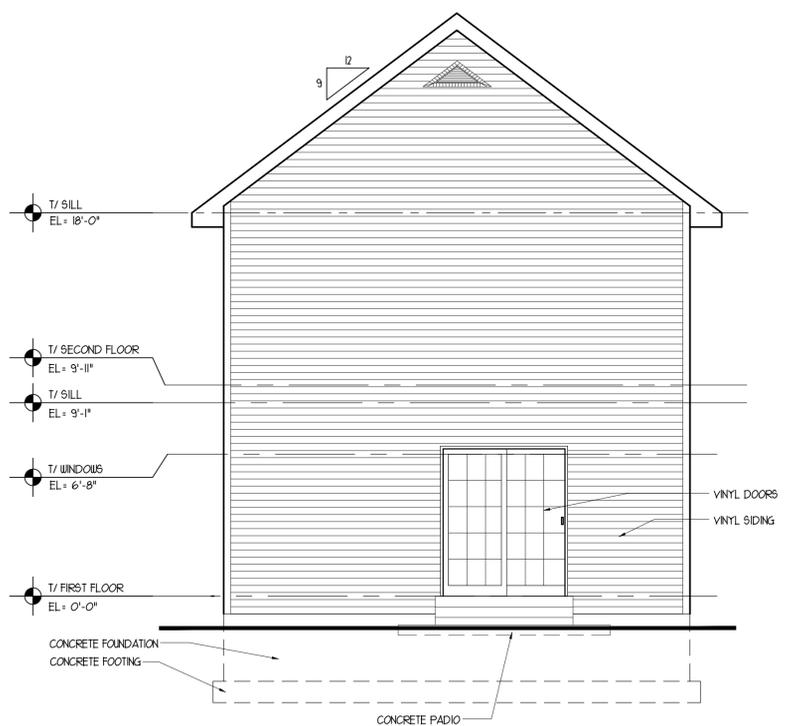 12
9
T/ SILL
EL= 18'-0"
T/ SECOND FLOOR
EL= 9'-11"
T/ SILL
EL= 9'-1"
T/ WINDOWS
EL= 6'-8"
VINYL DOORS
VINYL SIDING
T/ FIRST FLOOR
EL= 0'-0"
CONCRETE FOUNDATION
CONCRETE FOOTING
CONCRETE PADIO